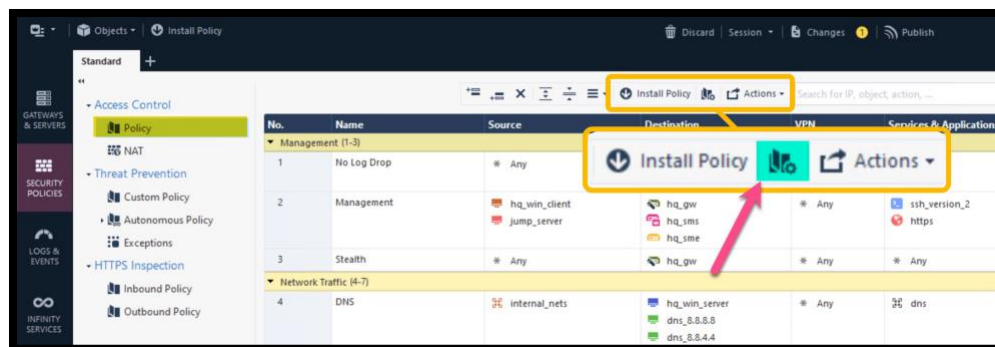 Objects Install Policy Discard Session Changes 1 Publish
Standard +
GATEWAYS & SERVERS
SECURITY POLICIES
LOGS & EVENTS
INFINITY SERVICES
Access Control
Policy
NAT
Threat Prevention
Custom Policy
Autonomous Policy
Exceptions
HTTPS Inspection
Inbound Policy
Outbound Policy
Install Policy Actions Search for IP, object, action, ...
No. Name Source Destination VPN Services & Application
Management (1-3)
Install Policy Actions
1 No Log Drop Any
2 Management hq_win_client hq_gw Any ssh_version_2
jump_server hq_sms https
hq_sme
3 Stealth Any hq_gw Any Any
Network Traffic (4-7)
4 DNS internal_nets hq_win_server Any dns
dns_8.8.8.8
dns_8.8.4.4